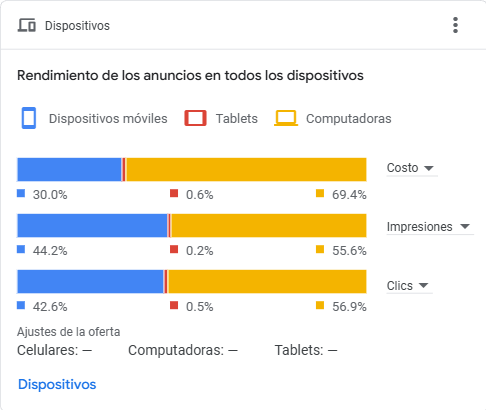 Dispositivos
Rendimiento de los anuncios en todos los dispositivos
Dispositivos móviles Tablets Computadoras
Costo
30.0% 0.6% 69.4%
Impresiones
44.2% 0.2% 55.6%
Clics
42.6% 0.5% 56.9%
Ajustes de la oferta
Celulares: — Computadoras: — Tablets: —
Dispositivos